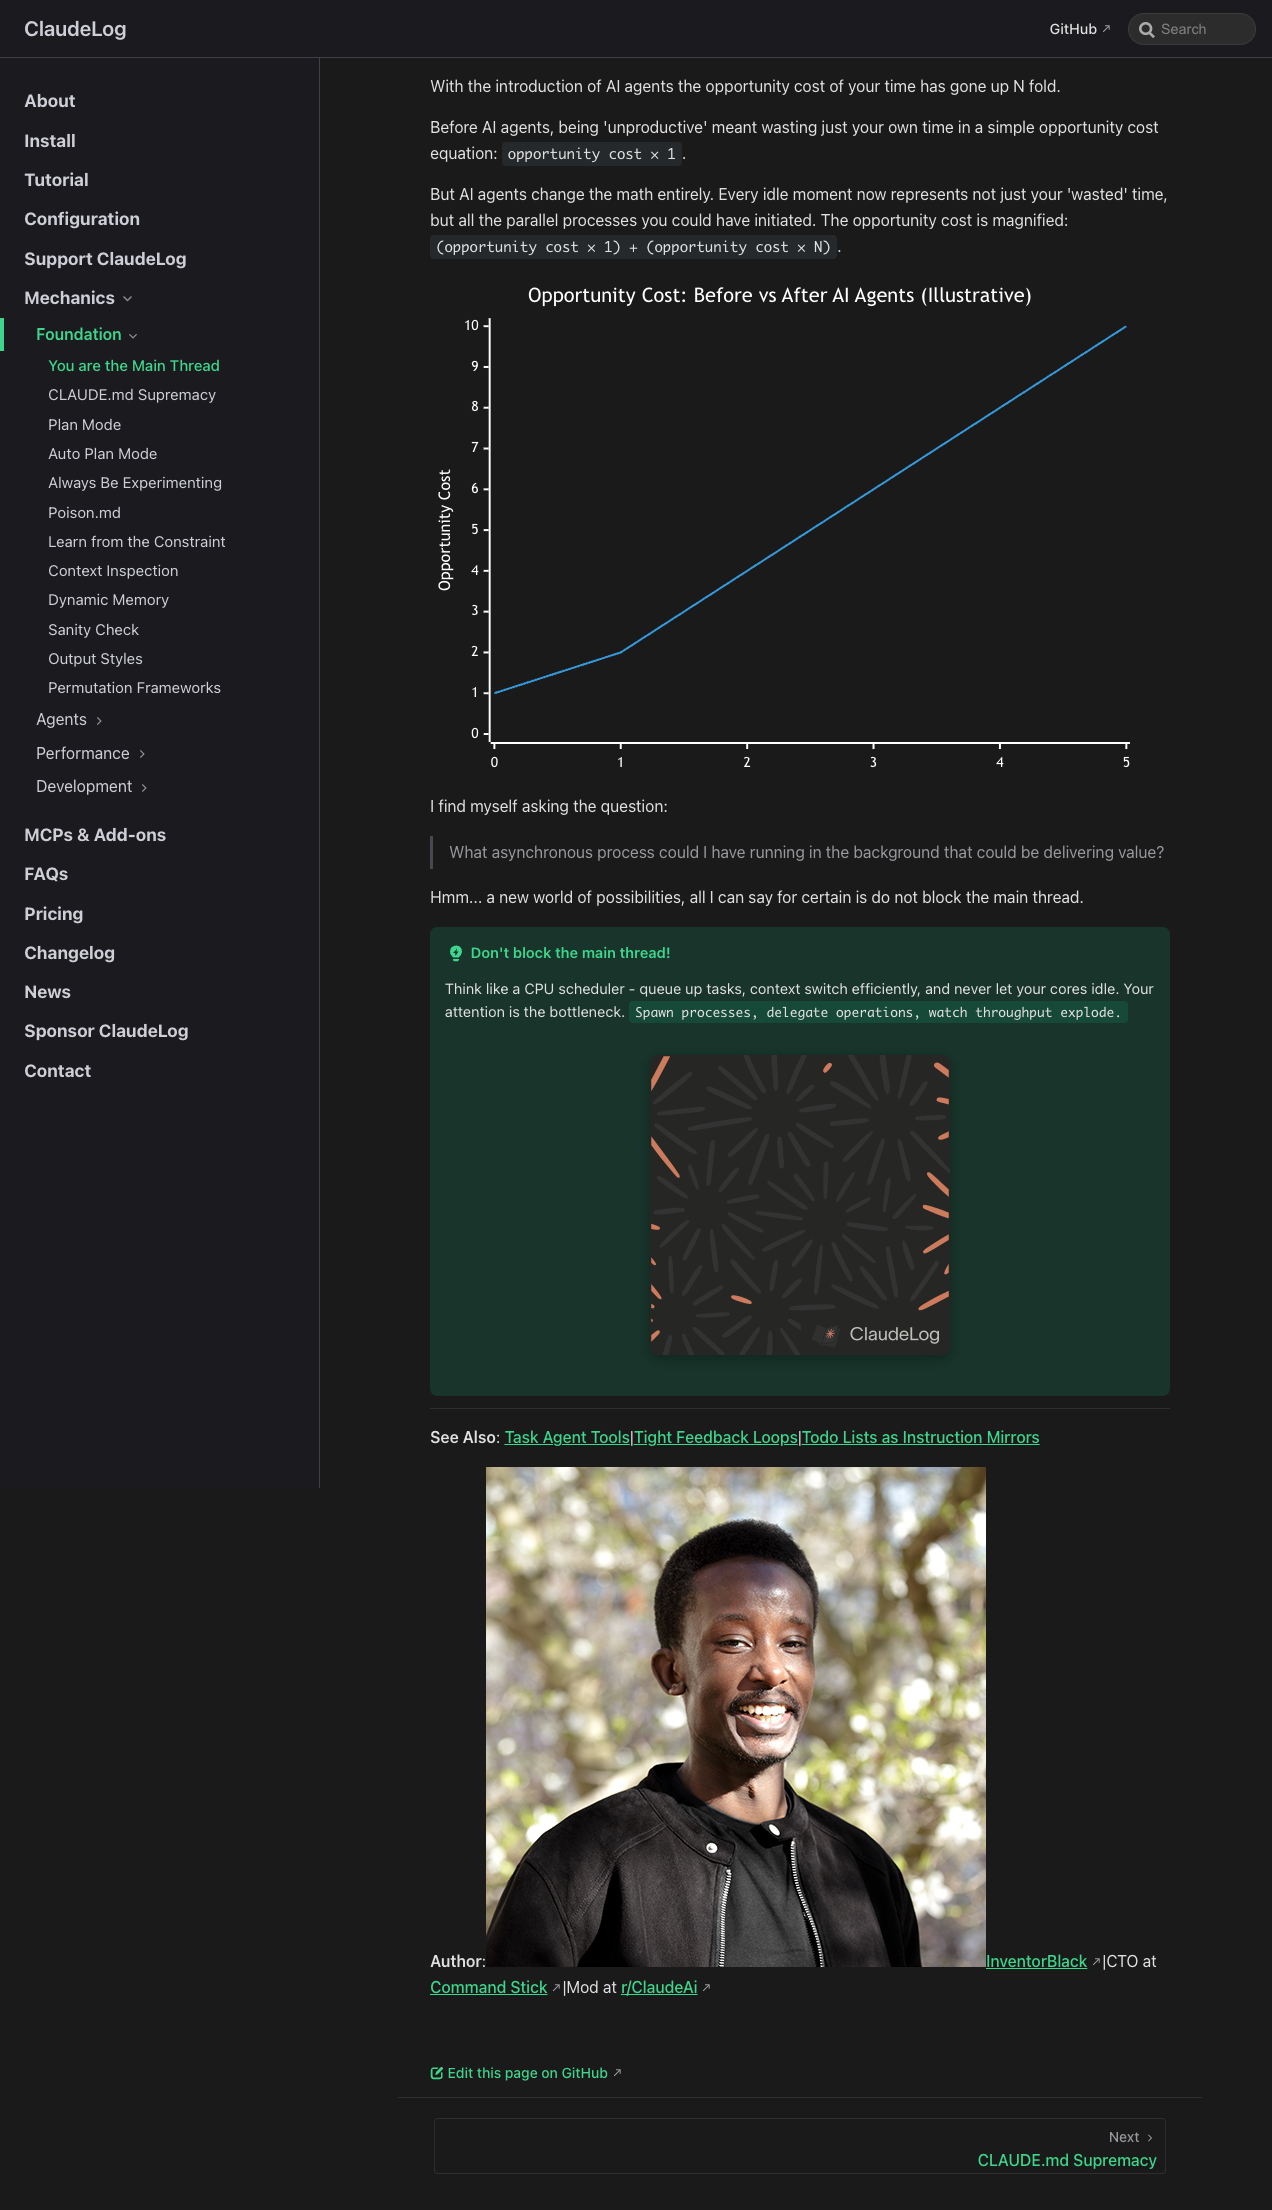 ClaudeLog
GitHub
Search
About
Install
Tutorial
Configuration
Support ClaudeLog
Mechanics
Foundation
You are the Main Thread
CLAUDE.md Supremacy
Plan Mode
Auto Plan Mode
Always Be Experimenting
Poison.md
Learn from the Constraint
Context Inspection
Dynamic Memory
Sanity Check
Output Styles
Permutation Frameworks
Agents
Performance
Development
MCPs & Add-ons
FAQs
Pricing
Changelog
News
Sponsor ClaudeLog
Contact
With the introduction of AI agents the opportunity cost of your time has gone up N fold.
Before AI agents, being 'unproductive' meant wasting just your own time in a simple opportunity cost
equation: opportunity cost × 1.
But AI agents change the math entirely. Every idle moment now represents not just your 'wasted' time,
but all the parallel processes you could have initiated. The opportunity cost is magnified:
(opportunity cost × 1) + (opportunity cost × N).
Opportunity Cost: Before vs After AI Agents (Illustrative)
Opportunity Cost
10
9
8
7
6
5
4
3
2
1
0
0 1 2 3 4 5
I find myself asking the question:
What asynchronous process could I have running in the background that could be delivering value?
Hmm... a new world of possibilities, all I can say for certain is do not block the main thread.
Don't block the main thread!
Think like a CPU scheduler - queue up tasks, context switch efficiently, and never let your cores idle. Your
attention is the bottleneck. Spawn processes, delegate operations, watch throughput explode.
ClaudeLog
See Also: Task Agent Tools|Tight Feedback Loops|Todo Lists as Instruction Mirrors
Author: InventorBlack |CTO at
Command Stick |Mod at r/ClaudeAi
Edit this page on GitHub
Next
CLAUDE.md Supremacy